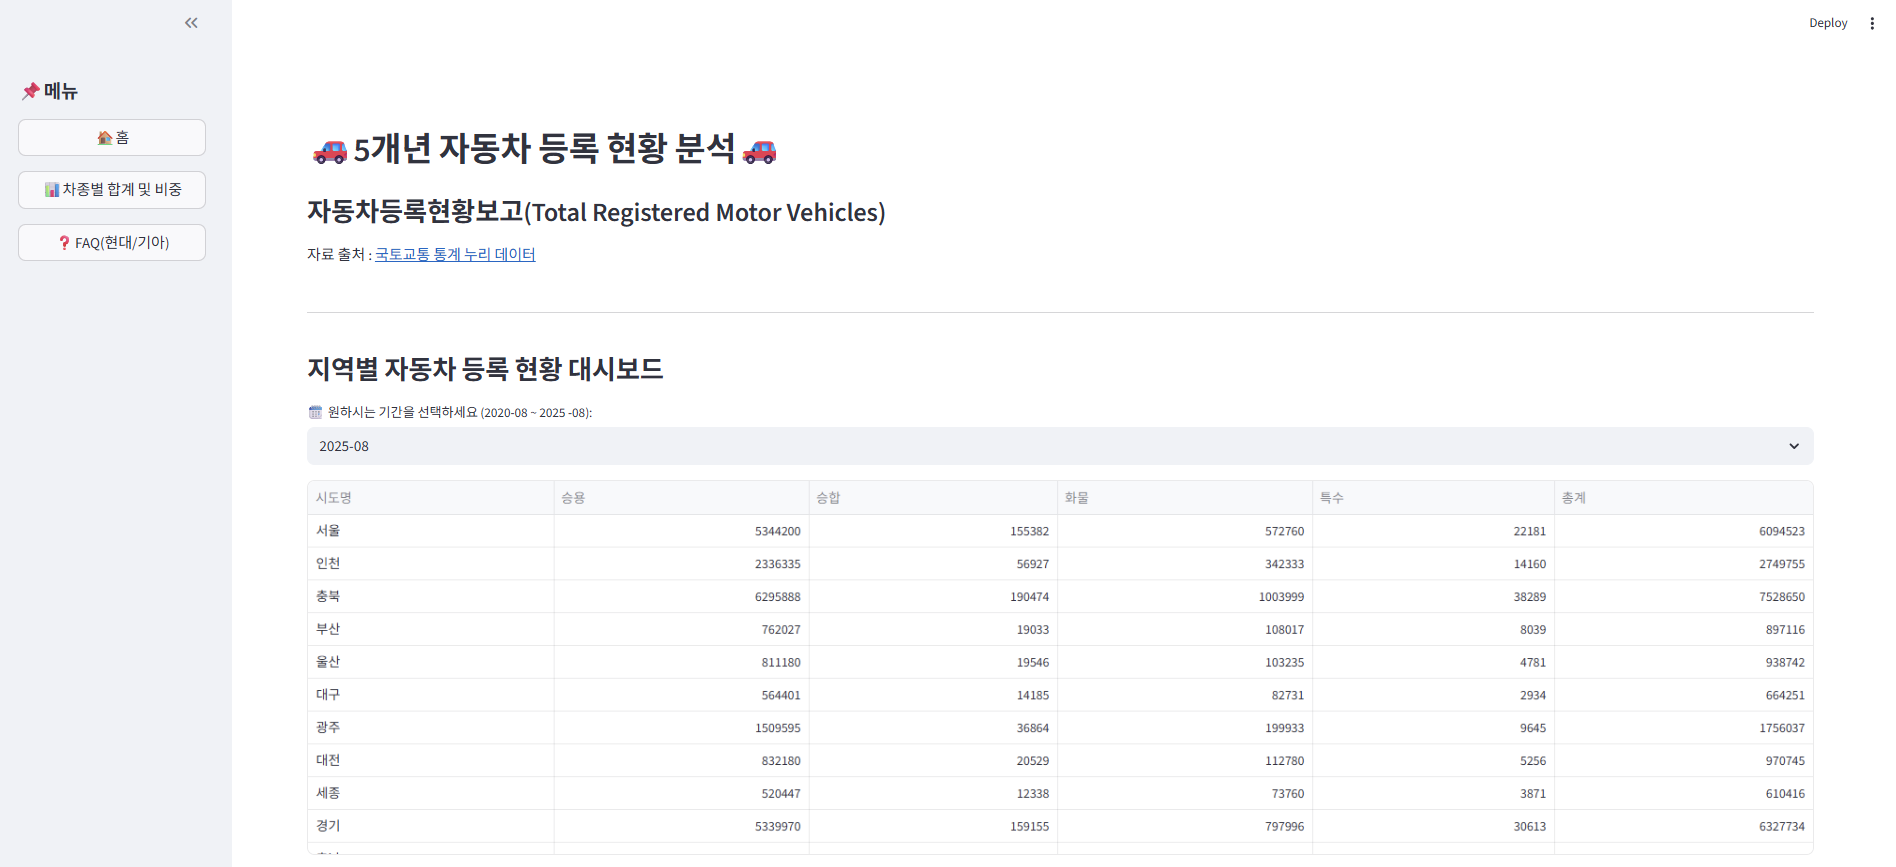 Deploy
메뉴
홈
차종별 합계 및 비중
FAQ(현대/기아)
5개년 자동차 등록 현황 분석
자동차등록현황보고(Total Registered Motor Vehicles)
자료 출처 : 국토교통 통계 누리 데이터
지역별 자동차 등록 현황 대시보드
원하시는 기간을 선택하세요 (2020-08 ~ 2025 -08):
2025-08
시도명 승용 승합 화물 특수 총계
서울 5344200 155382 572760 22181 6094523
인천 2336335 56927 342333 14160 2749755
충북 6295888 190474 1003999 38289 7528650
부산 762027 19033 108017 8039 897116
울산 811180 19546 103235 4781 938742
대구 564401 14185 82731 2934 664251
광주 1509595 36864 199933 9645 1756037
대전 832180 20529 112780 5256 970745
세종 520447 12338 73760 3871 610416
경기 5339970 159155 797996 30613 6327734